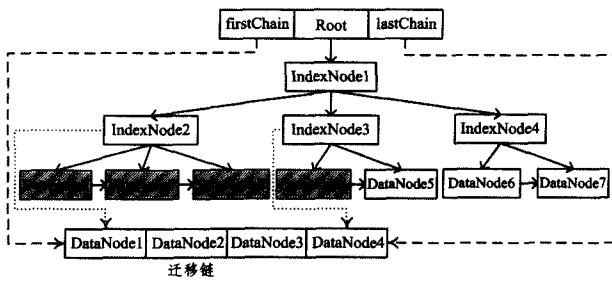 firstChain Root lastChain
IndexNode1
IndexNode2 IndexNode3 IndexNode4
DataNode5 DataNode6 DataNode7
DataNode1 DataNode2 DataNode3 DataNode4
迁移链